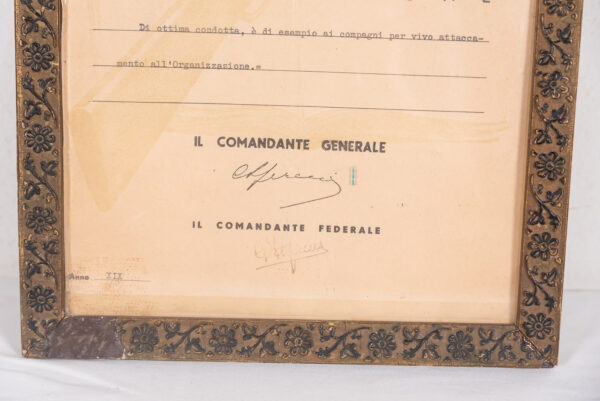 Di ottima condotta, è di esempio ai compagni per vivo attacca-
mento all'Organizzazione.=
IL COMANDANTE GENERALE
IL COMANDANTE FEDERALE
Anno XIX